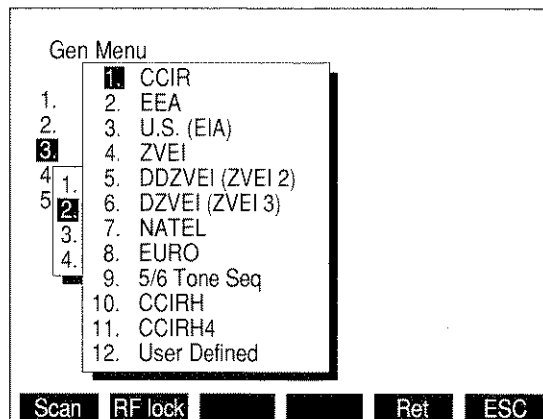 Gen Menu
1.
2.
3.
4
5
1.
2.
3.
4.
1. CCIR
2. EEA
3. U.S. (EIA)
4. ZVEI
5. DDZVEI (ZVEI 2)
6. DZVEI (ZVEI 3)
7. NATEL
8. EURO
9. 5/6 Tone Seq
10. CCIRH
11. CCIRH4
12. User Defined
Scan RF lock Ret ESC